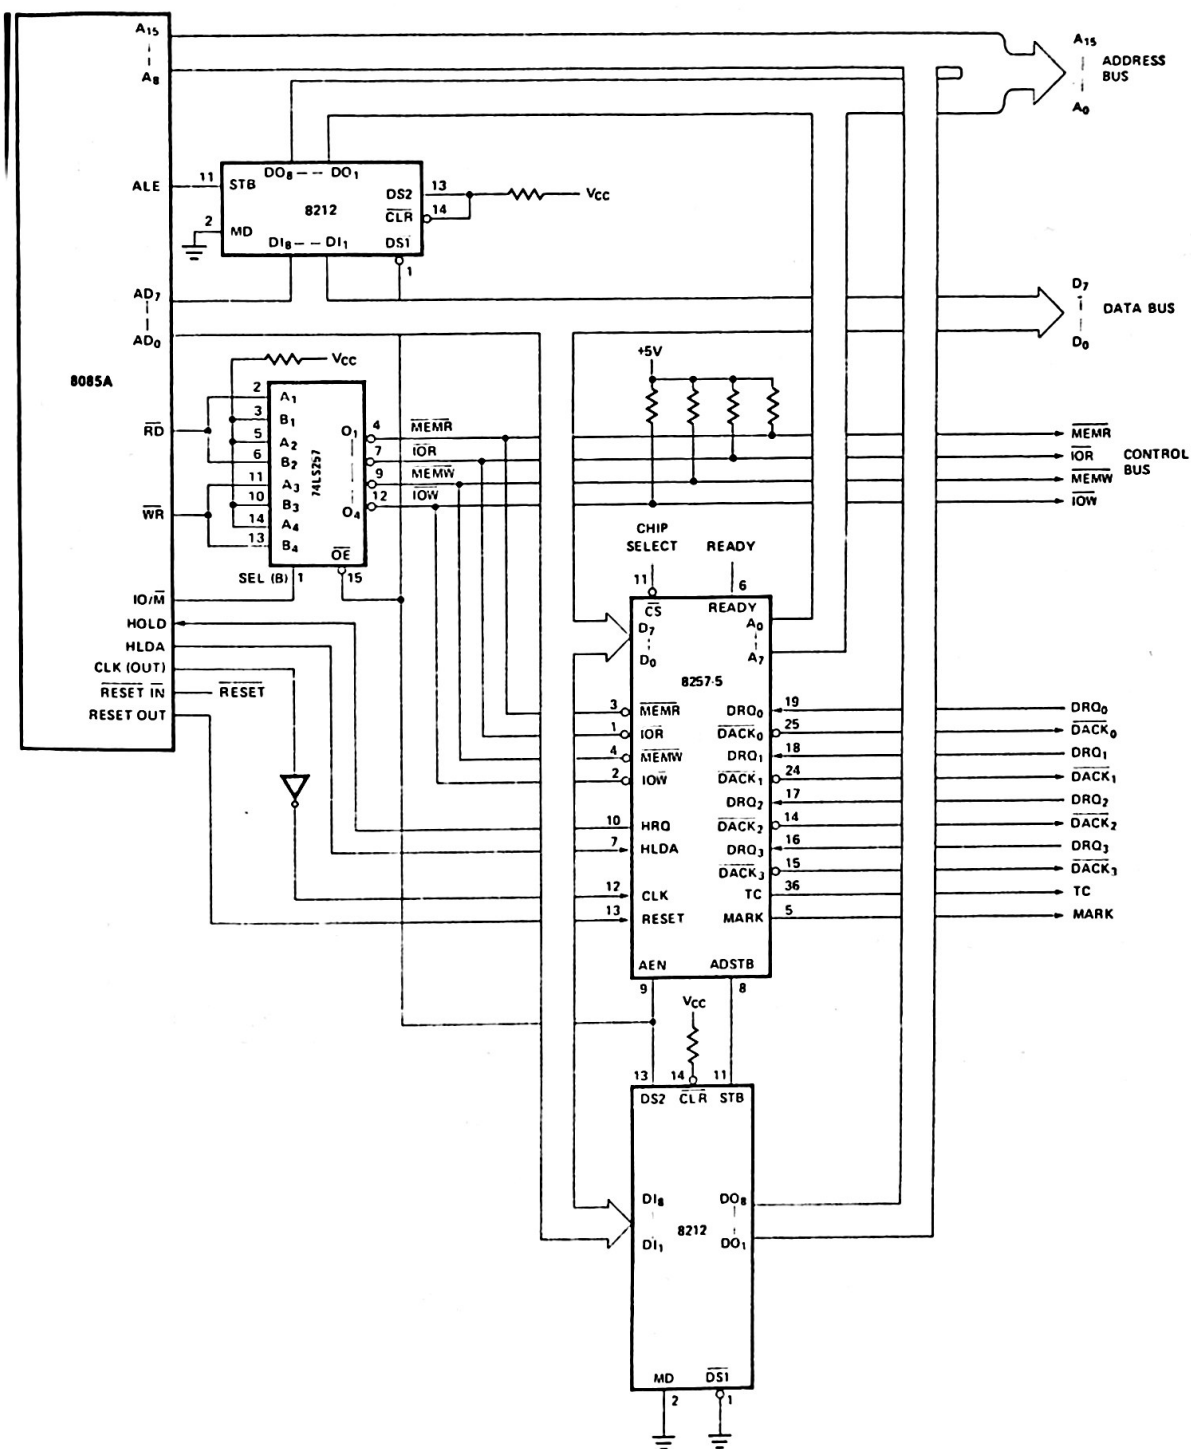 A15
A8
A15
ADDRESS
BUS
A0
ALE
11
STB
DO8 -- DO1
8212
DS2
13
VCC
CLR
14
2
MD
DI8 -- DI1
DS1
1
AD7
AD0
D7
DATA BUS
D0
8085A
VCC
+5V
RD
WR
2
A1
3
B1
5
A2
6
B2
11
A3
10
B3
14
A4
13
B4
74LS257
O1
O4
4
MEMR
7
IOR
9
MEMW
12
IOW
OE
15
SEL (B)
1
MEMR
IOR
MEMW
IOW
CONTROL
BUS
IO/M
HOLD
HLDA
CLK (OUT)
RESET IN
RESET
RESET OUT
CHIP
SELECT
READY
11
6
CS
READY
D7
D0
A0
A7
8257-5
3
MEMR
1
IOR
4
MEMW
2
IOW
10
HRQ
7
HLDA
12
CLK
13
RESET
DRQ0
19
DRQ0
DACK0
25
DACK0
DRQ1
18
DRQ1
DACK1
24
DACK1
DRQ2
17
DRQ2
DACK2
14
DACK2
DRQ3
16
DRQ3
DACK3
15
DACK3
TC
36
TC
MARK
5
MARK
AEN
ADSTB
9
8
VCC
13
14
11
DS2
CLR
STB
DI8
DI1
8212
DO8
DO1
MD
DS1
2
1